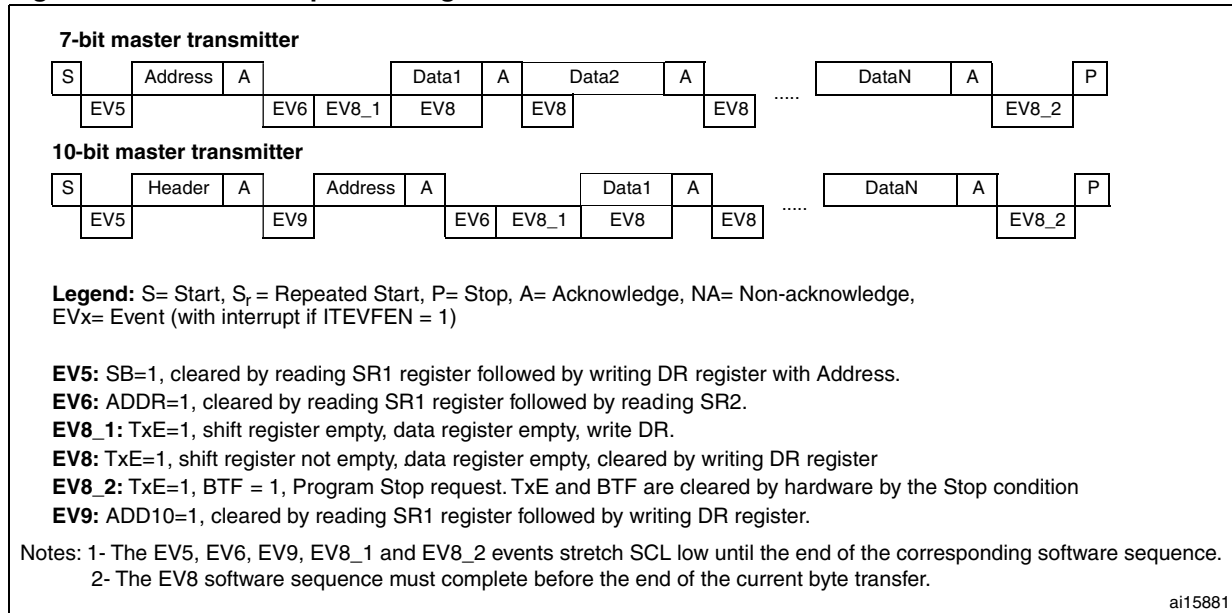 7-bit master transmitter
S Address A Data1 A Data2 A ..... DataN A P
EV5 EV6 EV8_1 EV8 EV8 EV8 EV8_2
10-bit master transmitter
S Header A Address A Data1 A ..... DataN A P
EV5 EV9 EV6 EV8_1 EV8 EV8 EV8_2
Legend: S= Start, Sr = Repeated Start, P= Stop, A= Acknowledge, NA= Non-acknowledge,
EVx= Event (with interrupt if ITEVFEN = 1)
EV5: SB=1, cleared by reading SR1 register followed by writing DR register with Address.
EV6: ADDR=1, cleared by reading SR1 register followed by reading SR2.
EV8_1: TxE=1, shift register empty, data register empty, write DR.
EV8: TxE=1, shift register not empty, data register empty, cleared by writing DR register
EV8_2: TxE=1, BTF = 1, Program Stop request. TxE and BTF are cleared by hardware by the Stop condition
EV9: ADD10=1, cleared by reading SR1 register followed by writing DR register.
Notes: 1- The EV5, EV6, EV9, EV8_1 and EV8_2 events stretch SCL low until the end of the corresponding software sequence.
2- The EV8 software sequence must complete before the end of the current byte transfer.
ai15881